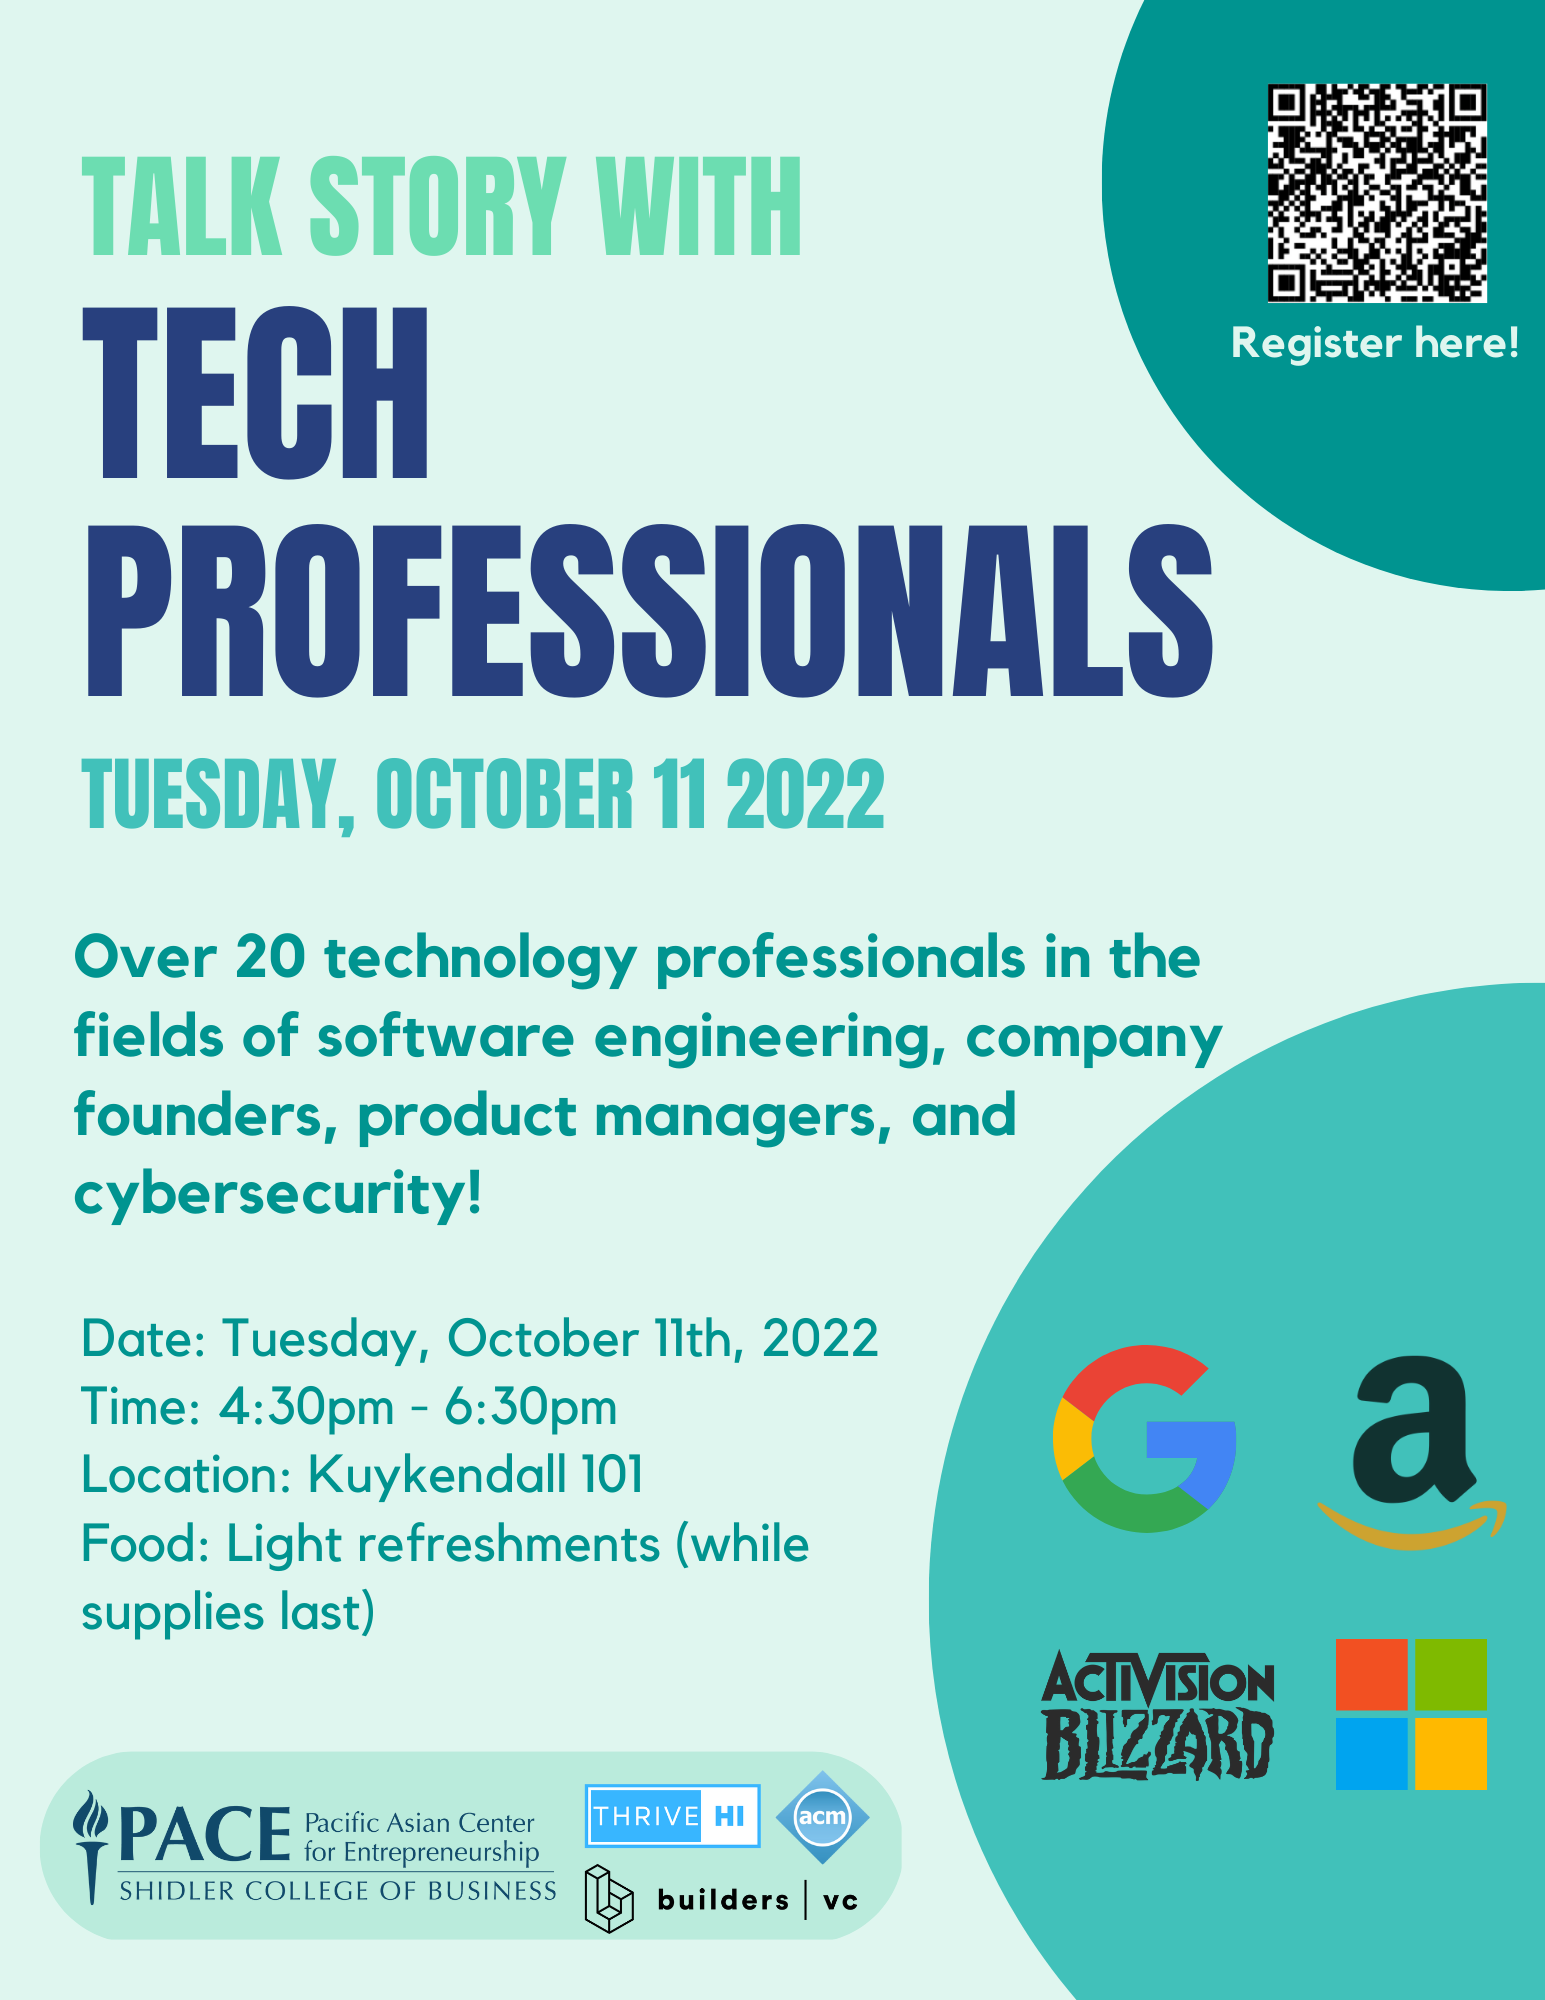 Register here!
TALK STORY WITH
TECH
PROFESSIONALS
TUESDAY, OCTOBER 11 2022
Over 20 technology professionals in the
fields of software engineering, company
founders, product managers, and
cybersecurity!
Date: Tuesday, October 11th, 2022
Time: 4:30pm - 6:30pm
Location: Kuykendall 101
Food: Light refreshments (while
supplies last)
G
a
ACTIVISION
BLIZZARD
PACE Pacific Asian Center
for Entrepreneurship
SHIDLER COLLEGE OF BUSINESS
THRIVE HI
acm
builders | vc